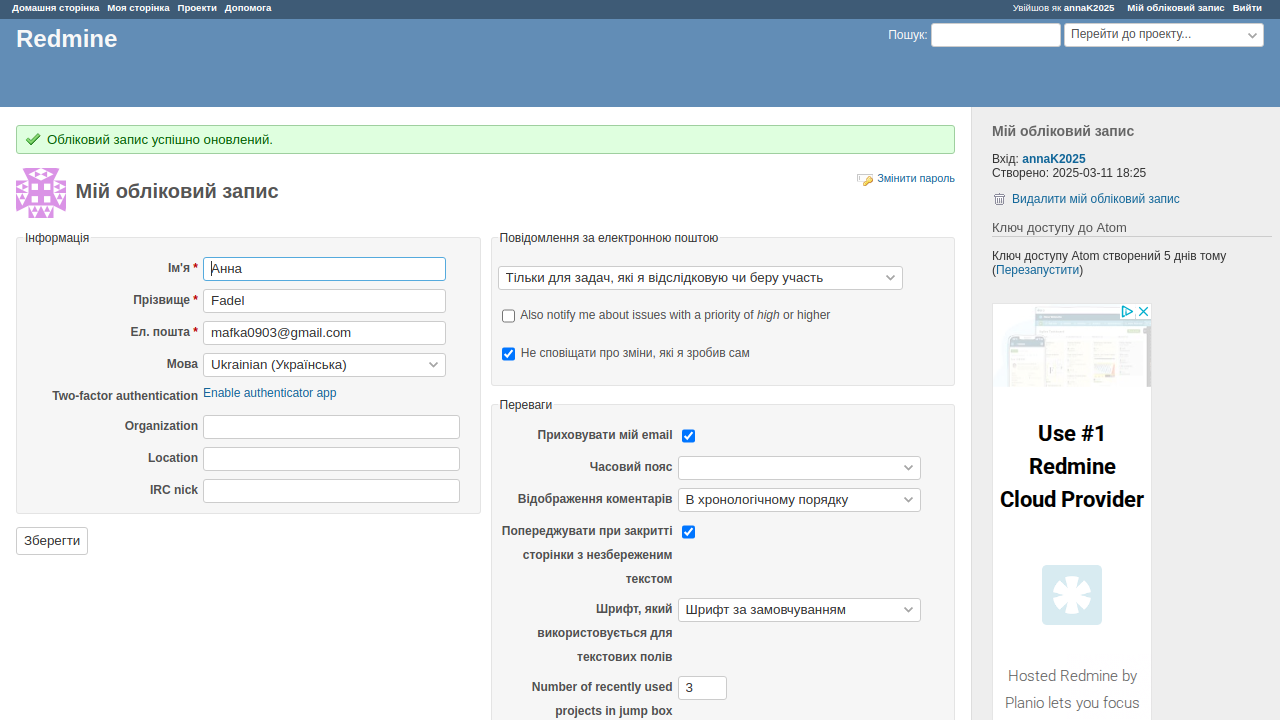 Домашня сторінка Моя сторінка Проекти Допомога
Увійшов як annaK2025 Мій обліковий запис Вийти
Redmine
Пошук: Перейти до проекту...
Обліковий запис успішно оновлений.
Мій обліковий запис
Змінити пароль
Інформація
Ім'я * Анна
Прізвище * Fadel
Ел. пошта * mafka0903@gmail.com
Мова Ukrainian (Українська)
Two-factor authentication Enable authenticator app
Organization
Location
IRC nick
Зберегти
Повідомлення за електронною поштою
Тільки для задач, які я відслідковую чи беру участь
Also notify me about issues with a priority of high or higher
Не сповіщати про зміни, які я зробив сам
Переваги
Приховувати мій email
Часовий пояс
Відображення коментарів В хронологічному порядку
Попереджувати при закритті
сторінки з незбереженим
текстом
Шрифт, який Шрифт за замовчуванням
використовується для
текстових полів
Number of recently used 3
projects in jump box
Мій обліковий запис
Вхід: annaK2025
Створено: 2025-03-11 18:25
Видалити мій обліковий запис
Ключ доступу до Atom
Ключ доступу Atom створений 5 днів тому
(Перезапустити)
Use #1
Redmine
Cloud Provider
Hosted Redmine by
Planio lets you focus